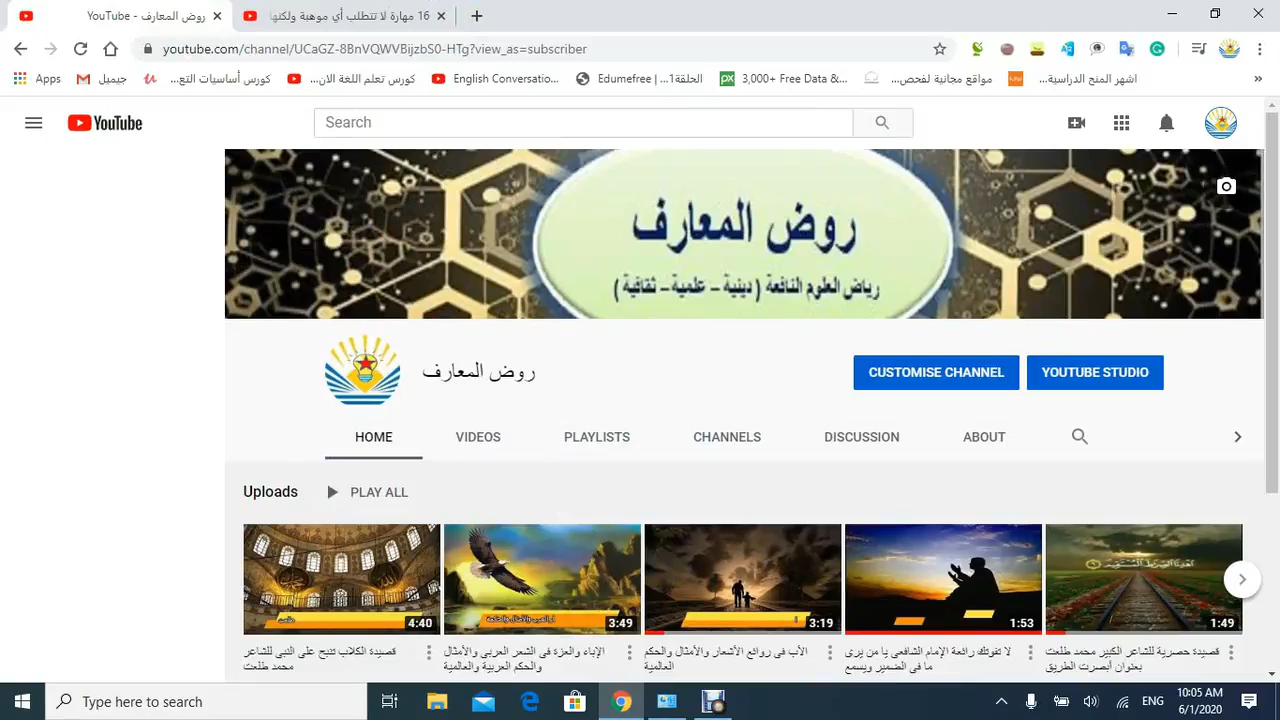 YouTube - روض المعارف
16 مهارة لا تتطلب أي موهبة ولكنها
youtube.com/channel/UCaGZ-8BnVQWVBijzbS0-HTg?view_as=subscriber
Apps
جيميل
كورس أساسيات التع...
كورس تعلم اللغة الان...
English Conversatio...
Edumefree | الحلقة1...
3,000+ Free Data &...
مواقع مجانية لفحص...
اشهر المنح الدراسية...
YouTube
Search
روض المعارف
رياض العلوم النافعة ( دينية – علمية– ثقافية )
روض المعارف
CUSTOMISE CHANNEL
YOUTUBE STUDIO
HOME
VIDEOS
PLAYLISTS
CHANNELS
DISCUSSION
ABOUT
Uploads
PLAY ALL
4:40
3:49
3:19
1:53
1:49
قصيدة الكلاب تنبح على النبي للشاعر
محمد طلعت
الإباء والعزة في الشعر العربي والأمثال
والحكم العربية والعالمية
الأب في روائع الأشعار والأمثال والحكم
العالمية
لا تفوتك رائعة الإمام الشافعي يا من يرى
ما في الضمير ويسمع
قصيدة حصرية للشاعر الكبير محمد طلعت
بعنوان أبصرت الطريق
Type here to search
ENG
10:05 AM
6/1/2020